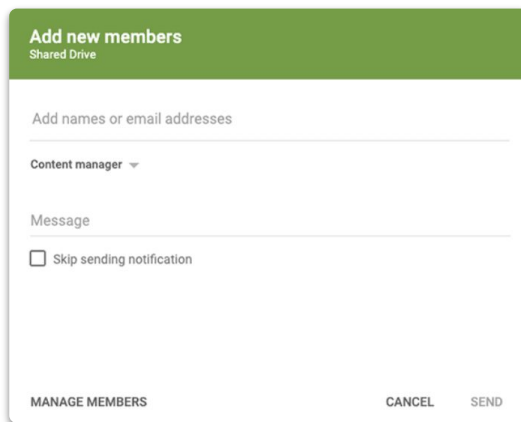 Add new members
Shared Drive
Add names or email addresses
Content manager
Message
Skip sending notification
MANAGE MEMBERS CANCEL SEND